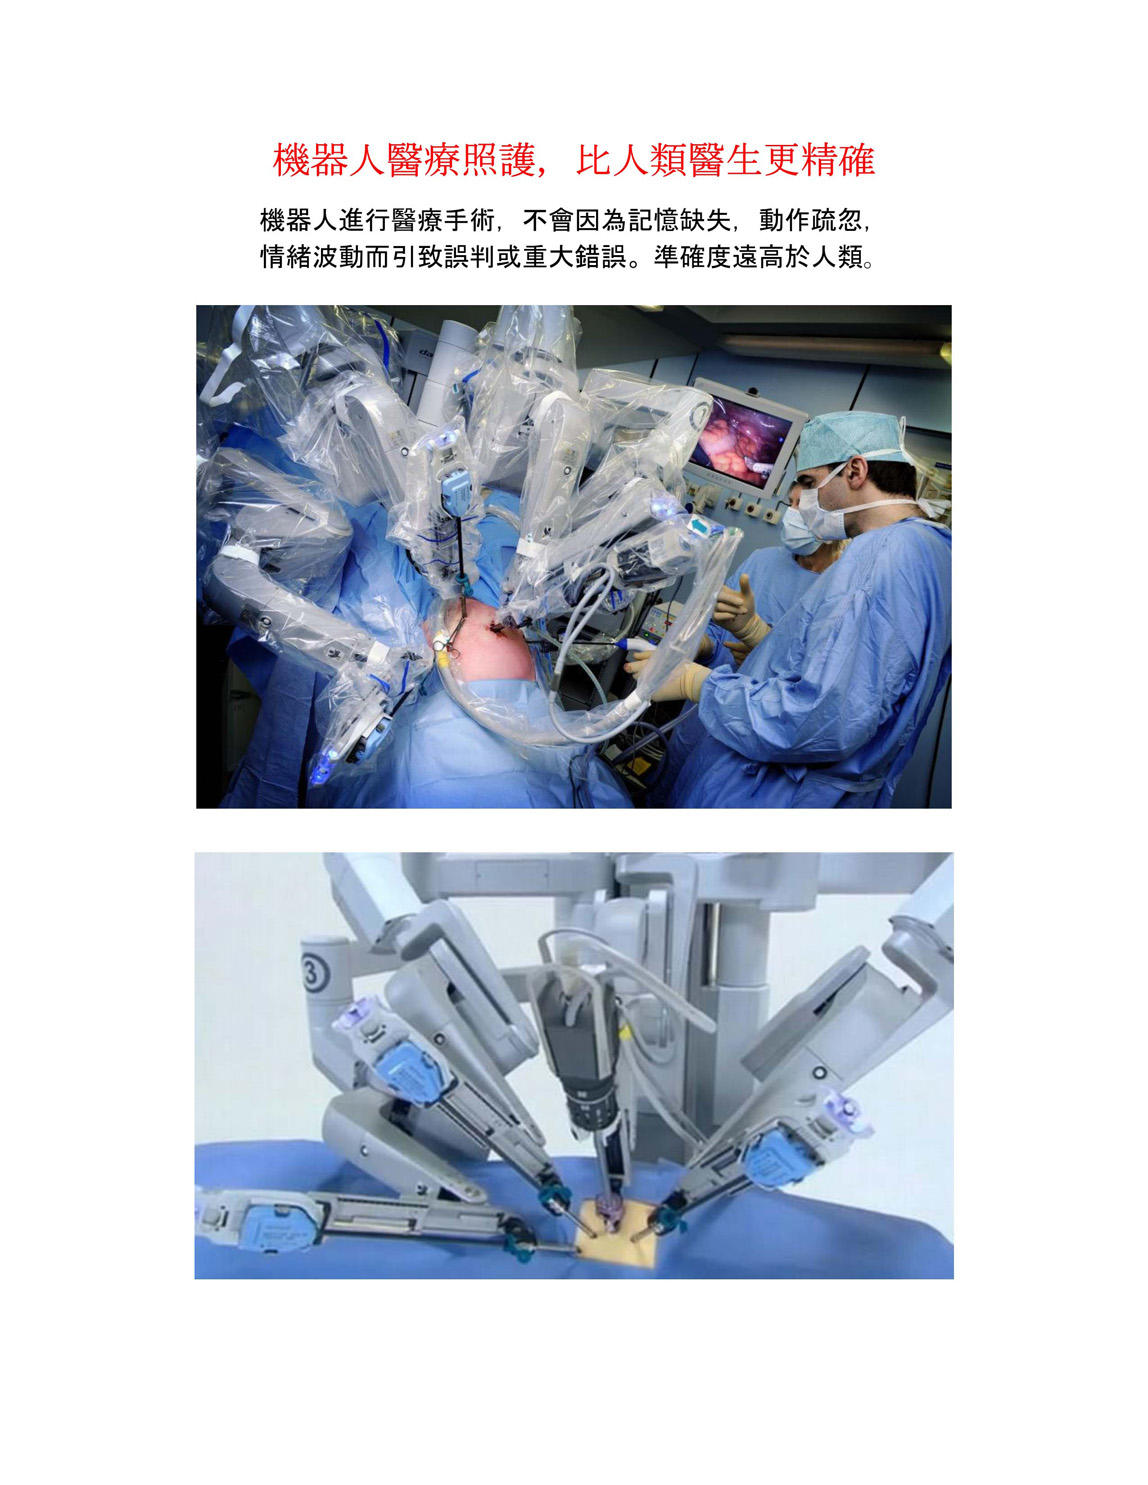 機器人醫療照護，比人類醫生更精確
機器人進行醫療手術，不會因為記憶缺失，動作疏忽，
情緒波動而引致誤判或重大錯誤。準確度遠高於人類。
da
3